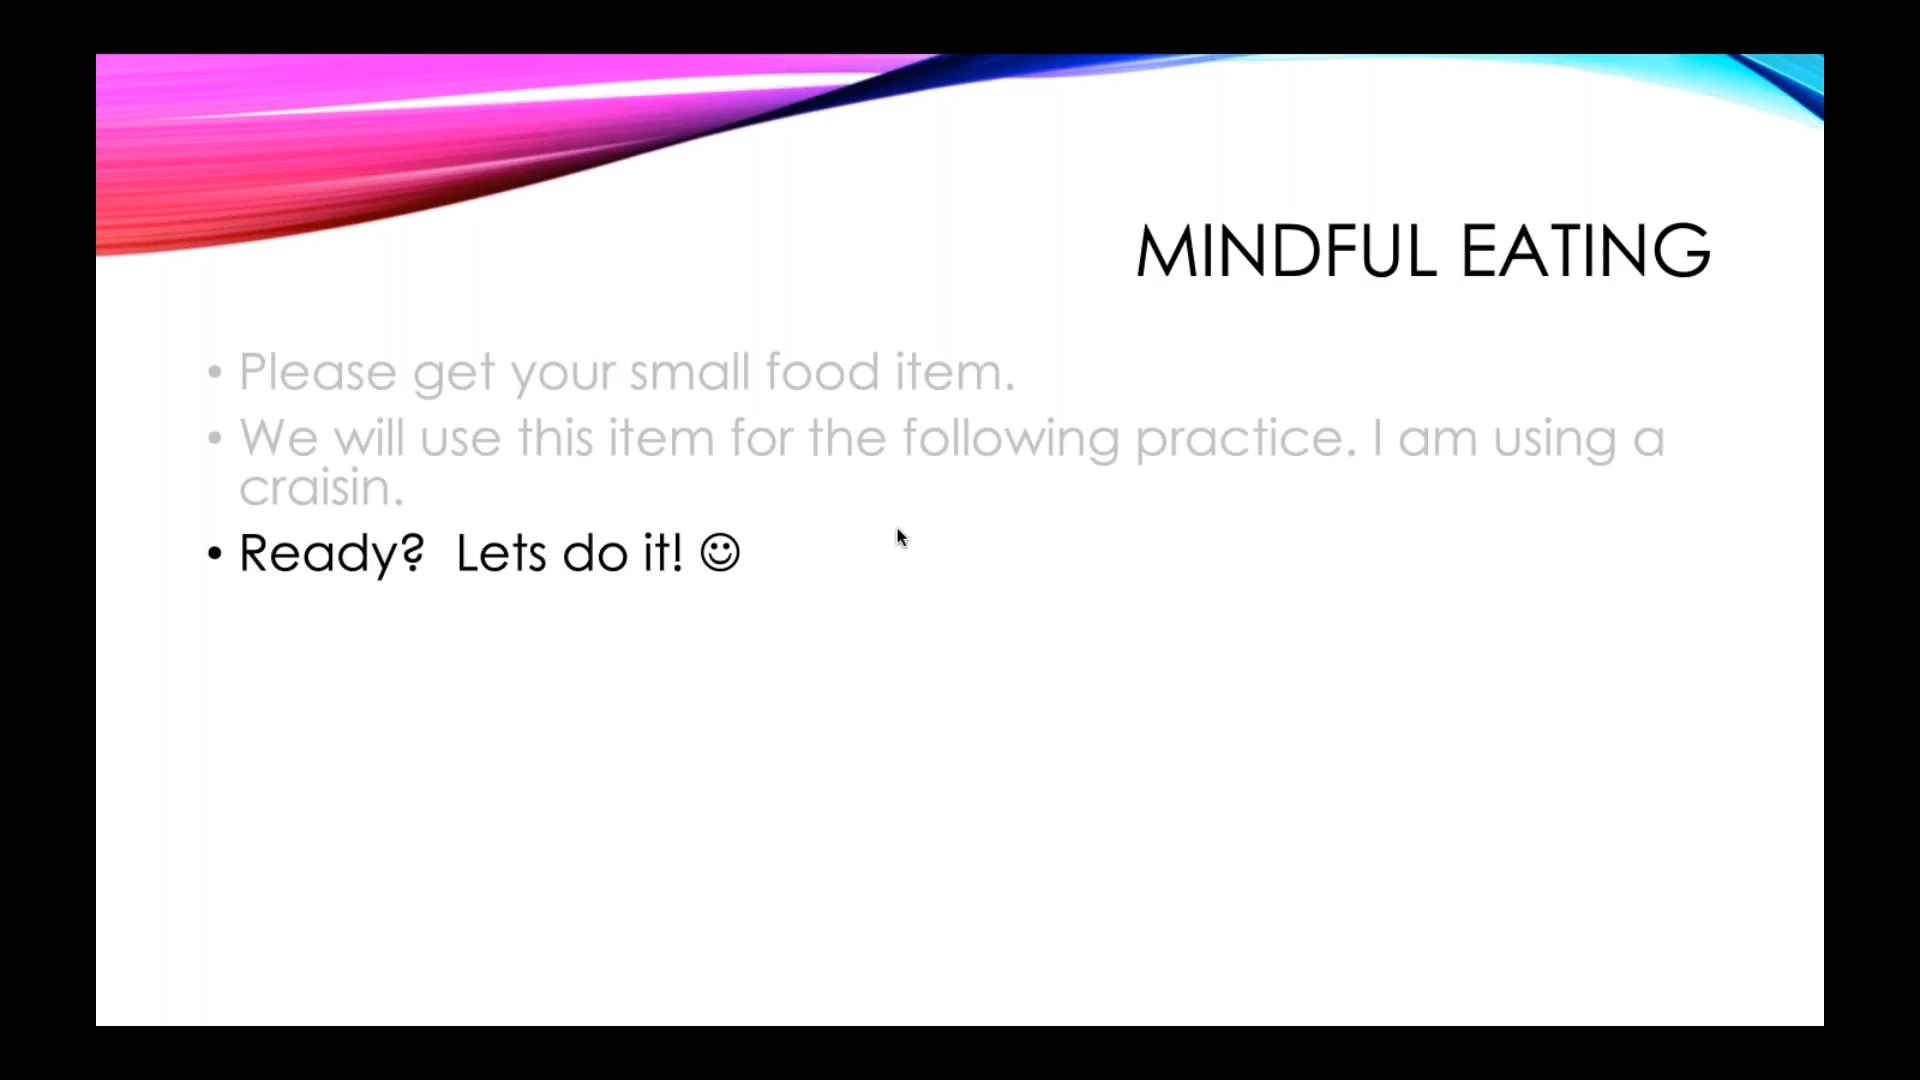 MINDFUL EATING
• Please get your small food item.
• We will use this item for the following practice. I am using a
craisin.
• Ready?  Lets do it! ☺